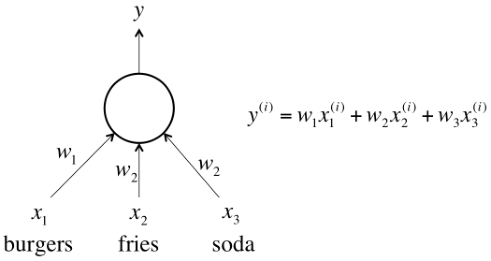 y
y⁽ⁱ⁾ = w₁x₁⁽ⁱ⁾ + w₂x₂⁽ⁱ⁾ + w₃x₃⁽ⁱ⁾
w₁ w₂ w₂
x₁ x₂ x₃
burgers fries soda